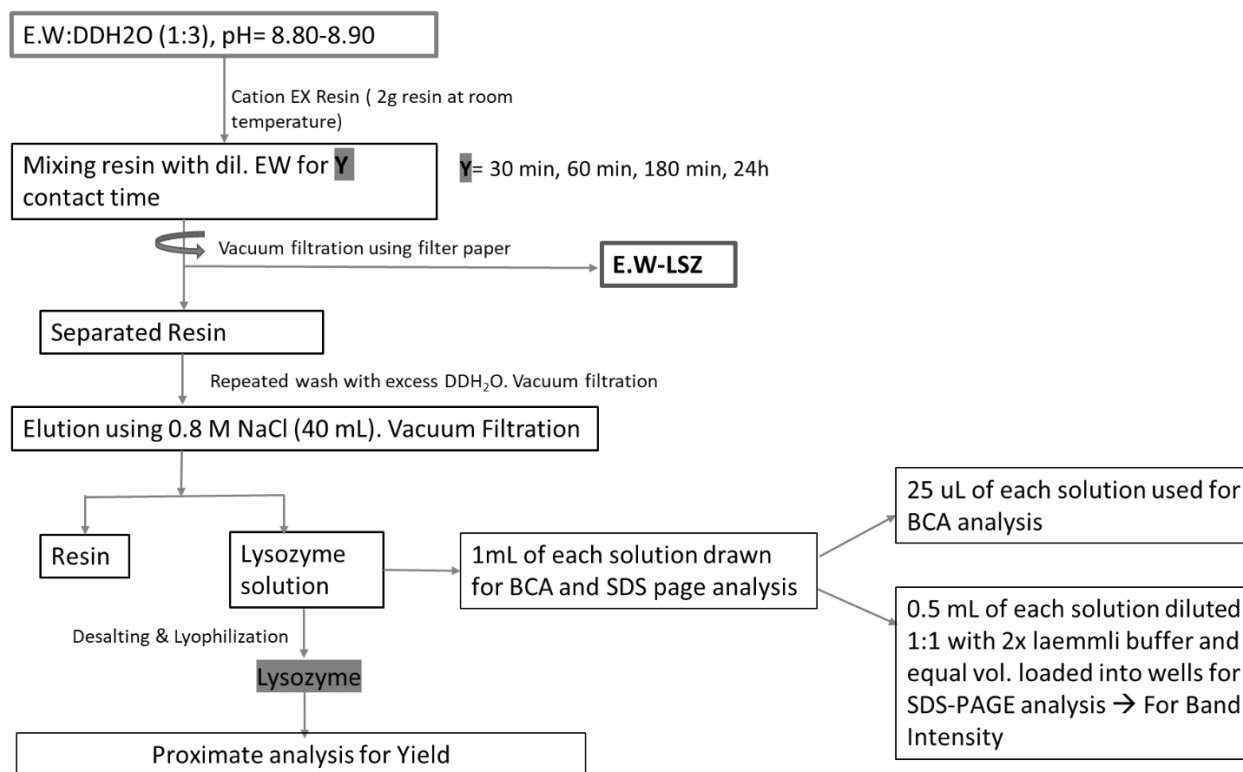 E.W:DDH2O (1:3), pH= 8.80-8.90
Cation EX Resin ( 2g resin at room
temperature)
Mixing resin with dil. EW for Y
contact time
Y= 30 min, 60 min, 180 min, 24h
Vacuum filtration using filter paper
E.W-LSZ
Separated Resin
Repeated wash with excess DDH₂O. Vacuum filtration
Elution using 0.8 M NaCl (40 mL). Vacuum Filtration
Resin
Lysozyme
solution
1mL of each solution drawn
for BCA and SDS page analysis
25 uL of each solution used for
BCA analysis
0.5 mL of each solution diluted
1:1 with 2x laemmli buffer and
equal vol. loaded into wells for
SDS-PAGE analysis → For Band
Intensity
Desalting & Lyophilization
Lysozyme
Proximate analysis for Yield